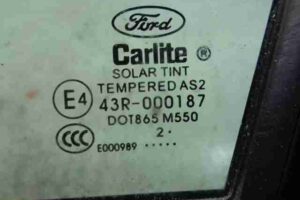 Ford
Carlite ®
SOLAR TINT
TEMPERED AS2
E4 43R-000187
DOT865 M550
CCC 2 .
E000989 .....